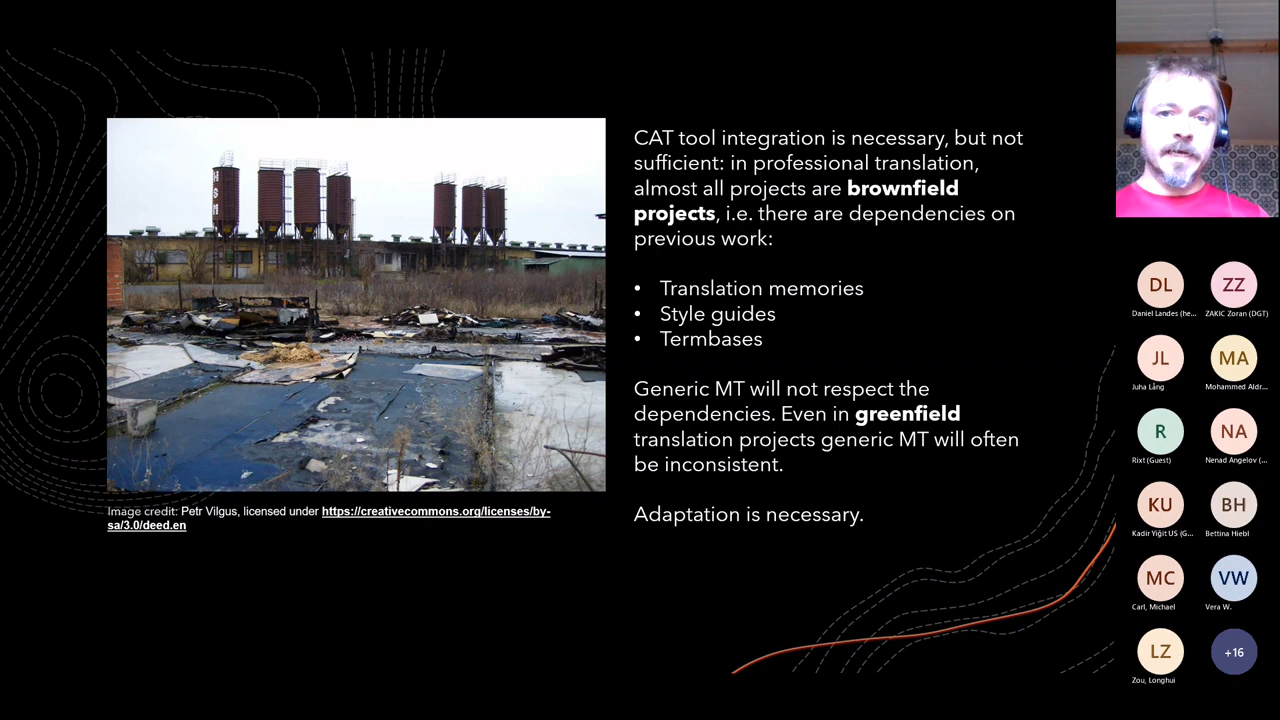 CAT tool integration is necessary, but not
sufficient: in professional translation,
almost all projects are brownfield
projects, i.e. there are dependencies on
previous work:
• Translation memories
• Style guides
• Termbases
Generic MT will not respect the
dependencies. Even in greenfield
translation projects generic MT will often
be inconsistent.
Adaptation is necessary.
Image credit: Petr Vilgus, licensed under https://creativecommons.org/licenses/by-
sa/3.0/deed.en
DL
Daniel Landes (he...
ZZ
ZAKIC Zoran (DGT)
JL
Juha Lång
MA
Mohammed Aldr...
R
Rixt (Guest)
NA
Nenad Angelov (...
KU
Kadir Yiğit US (G...
BH
Bettina Hiebl
MC
Carl, Michael
VW
Vera W.
LZ
Zou, Longhui
+16